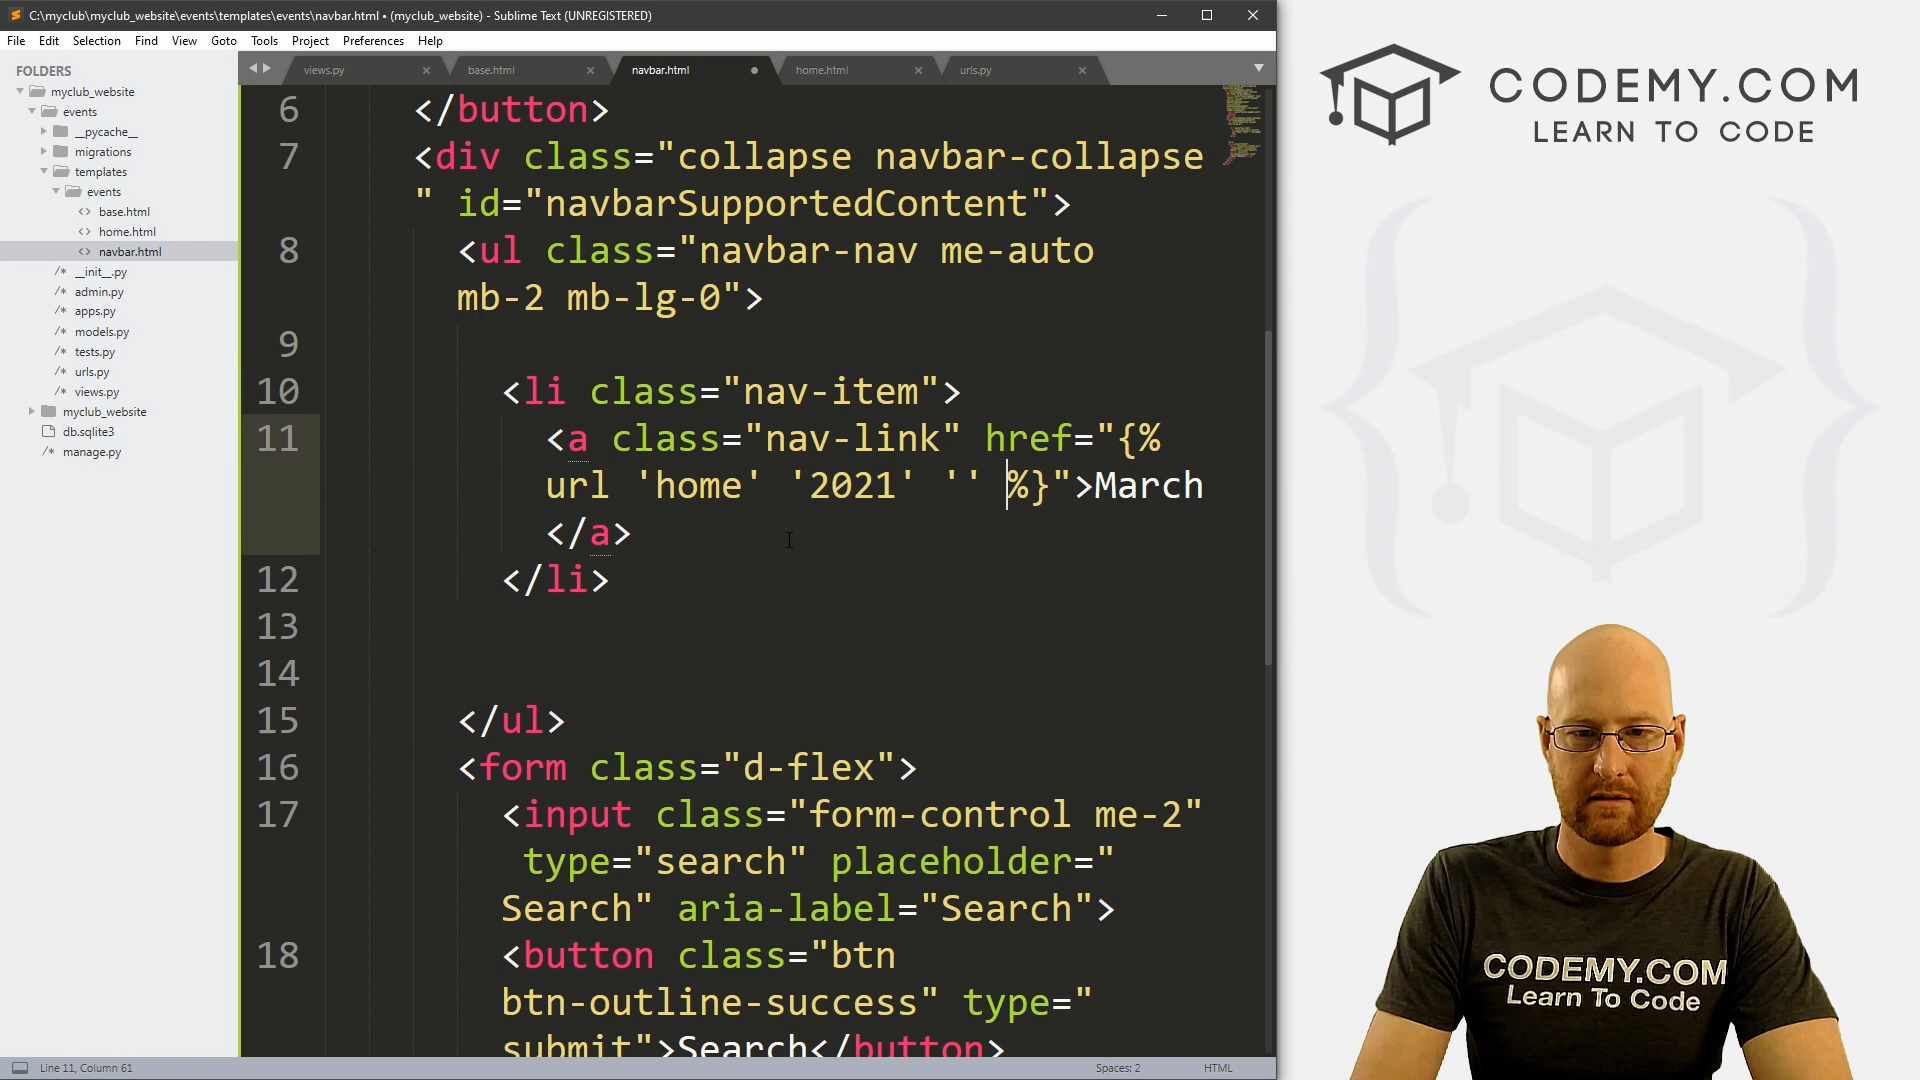 C:\myclub\myclub_website\events\templates\events\navbar.html • (myclub_website) - Sublime Text (UNREGISTERED)
File Edit Selection Find View Goto Tools Project Preferences Help
FOLDERS
myclub_website
events
__pycache__
migrations
templates
events
base.html
home.html
navbar.html
__init__.py
admin.py
apps.py
models.py
tests.py
urls.py
views.py
myclub_website
db.sqlite3
manage.py
views.py base.html navbar.html home.html urls.py
6 </button>
7 <div class="collapse navbar-collapse
" id="navbarSupportedContent">
8 <ul class="navbar-nav me-auto
mb-2 mb-lg-0">
9
10 <li class="nav-item">
11 <a class="nav-link" href="{%
url 'home' '2021' '' %}">March
</a>
12 </li>
13
14
15 </ul>
16 <form class="d-flex">
17 <input class="form-control me-2"
type="search" placeholder="
Search" aria-label="Search">
18 <button class="btn
btn-outline-success" type="
submit">Search</button>
Line 11, Column 61
Spaces: 2
HTML
CODEMY.COM
LEARN TO CODE
CODEMY.COM
Learn To Code